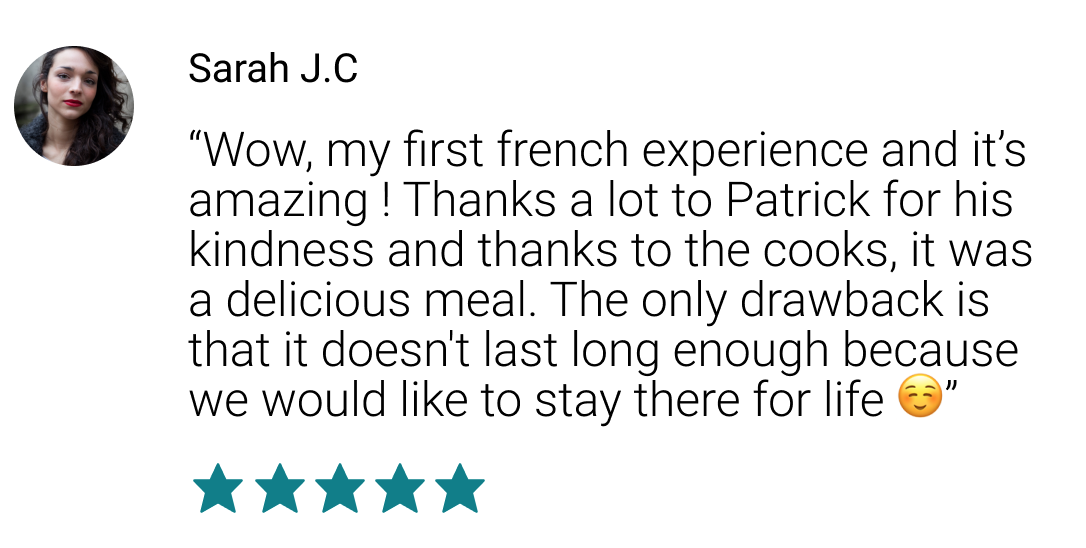 Sarah J.C
“Wow, my first french experience and it’s
amazing ! Thanks a lot to Patrick for his
kindness and thanks to the cooks, it was
a delicious meal. The only drawback is
that it doesn't last long enough because
we would like to stay there for life ☺️”